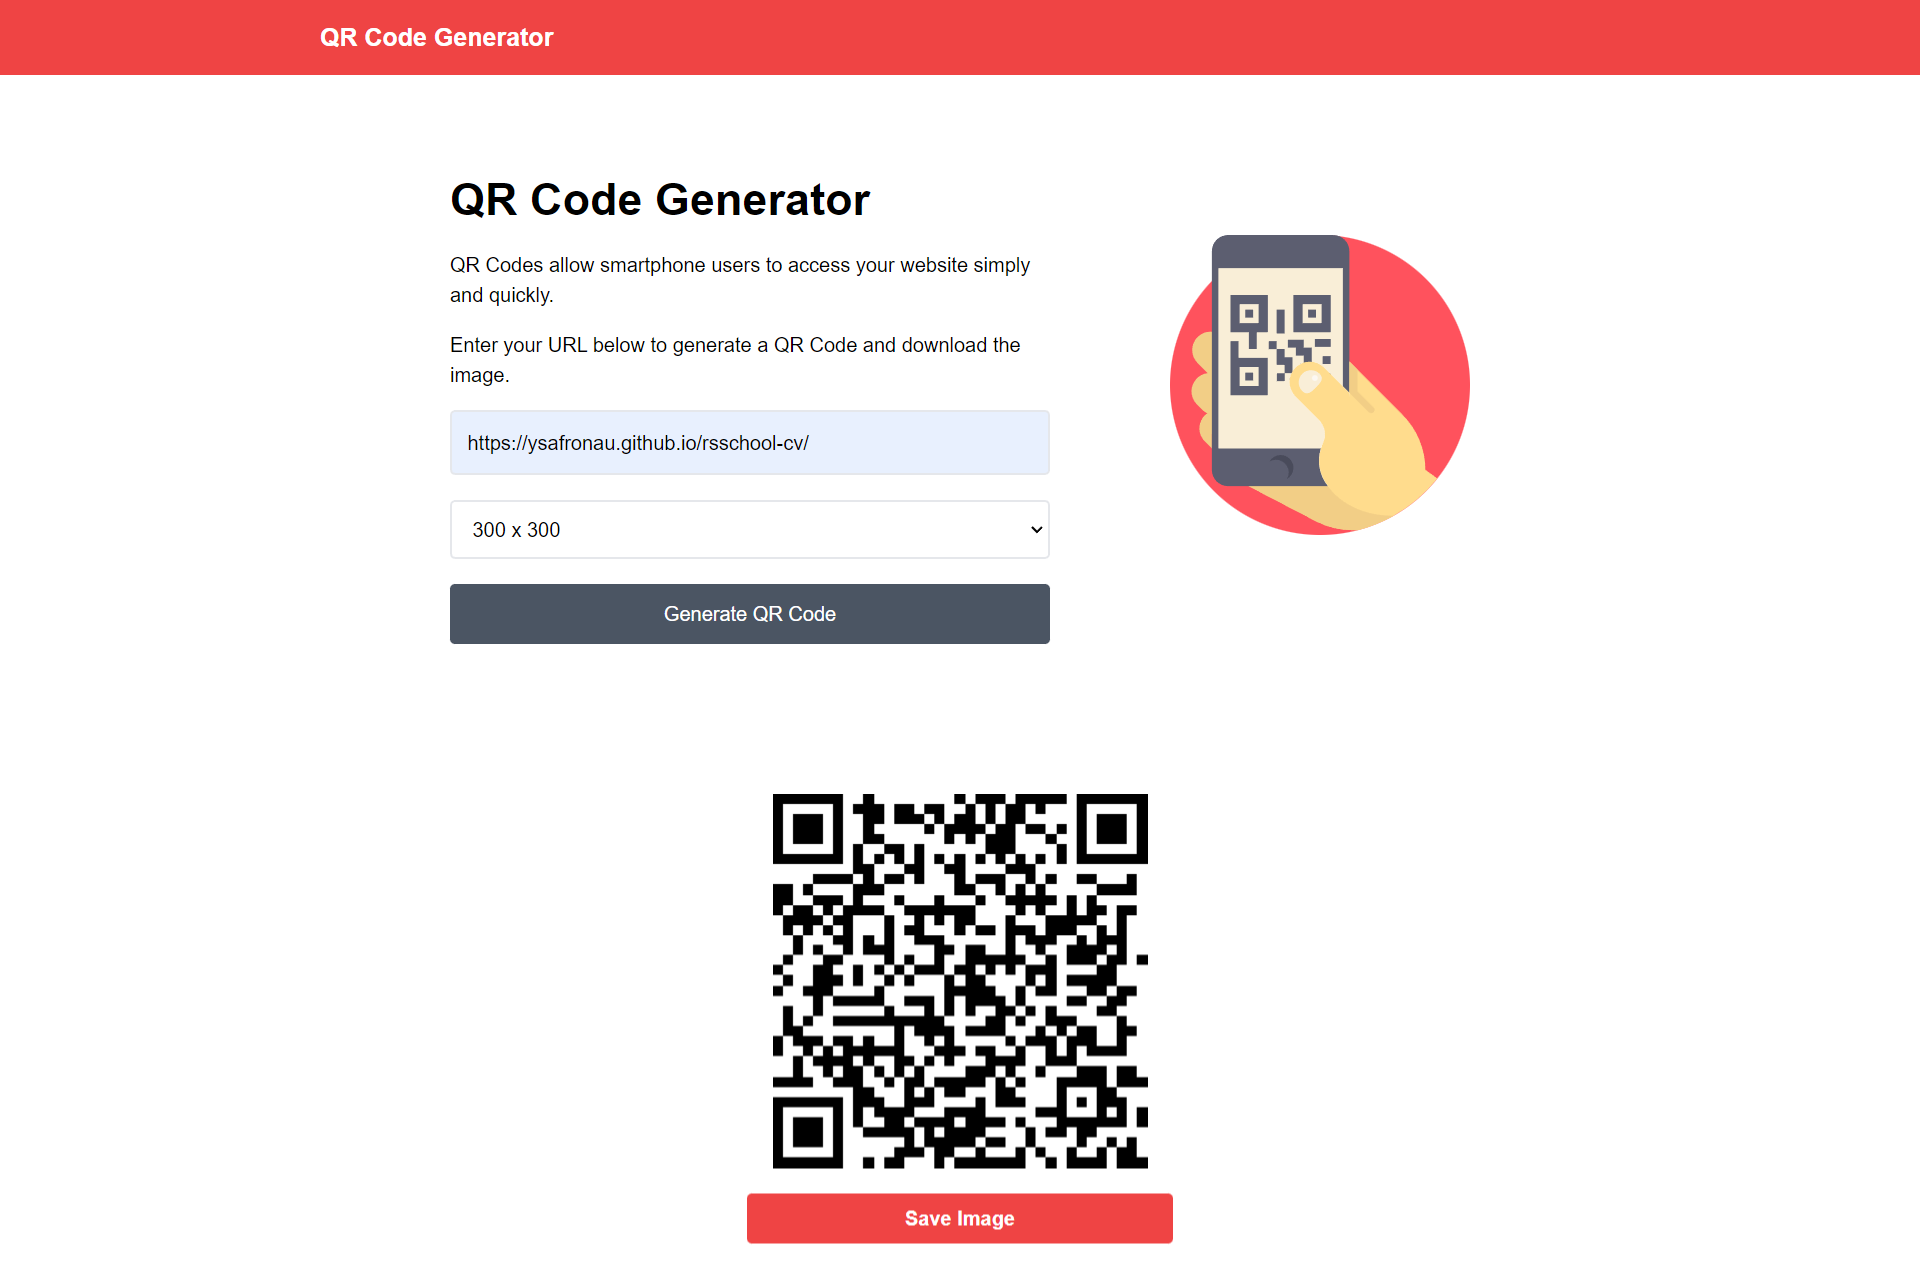 QR Code Generator
QR Code Generator
QR Codes allow smartphone users to access your website simply
and quickly.
Enter your URL below to generate a QR Code and download the
image.
https://ysafronau.github.io/rsschool-cv/
300 x 300
Generate QR Code
Save Image